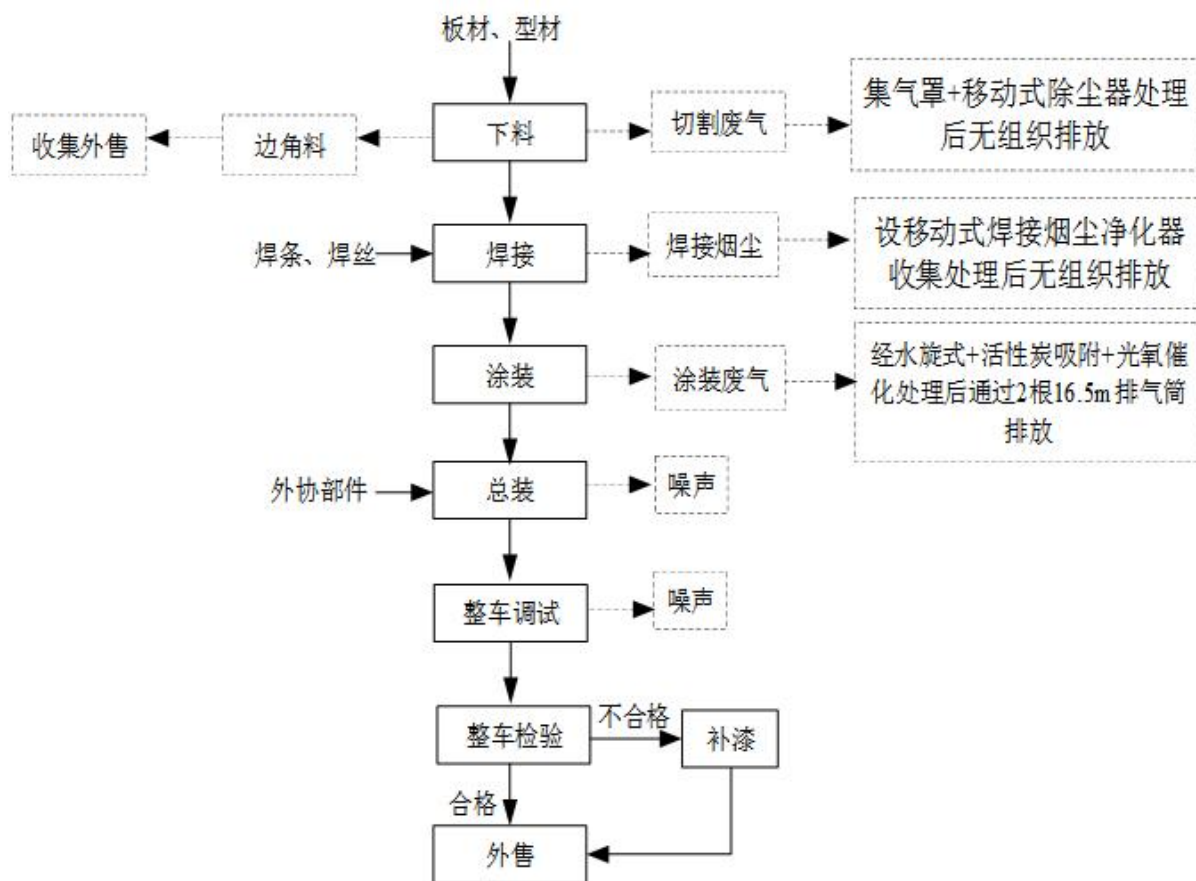 板材、型材
收集外售
边角料
下料
切割废气
集气罩+移动式除尘器处理
后无组织排放
焊条、焊丝
焊接
焊接烟尘
设移动式焊接烟尘净化器
收集处理后无组织排放
涂装
涂装废气
经水旋式+活性炭吸附+光氧催
化处理后通过2根16.5m排气筒
排放
外协部件
总装
噪声
整车调试
噪声
整车检验
不合格
补漆
合格
外售